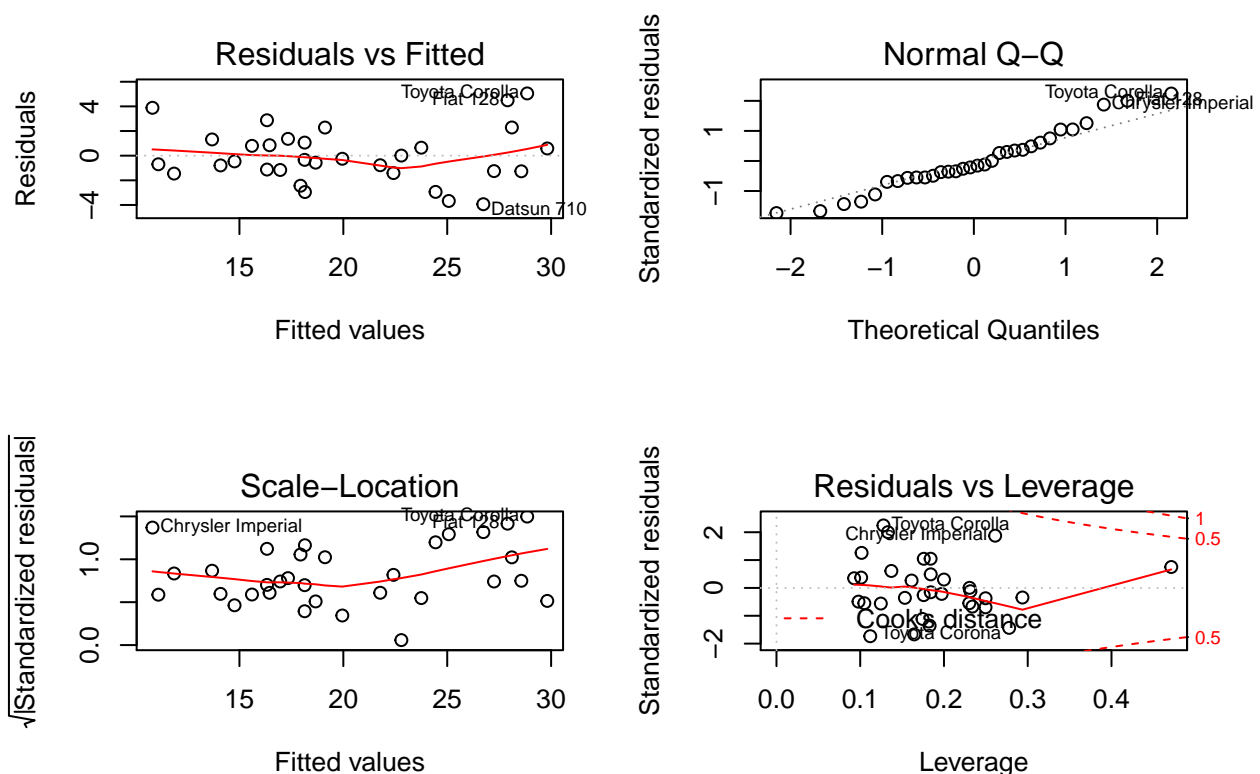 Residuals vs Fitted
Residuals
4
0
−4
Toyota Corolla
Fiat 128
Datsun 710
15
20
25
30
Fitted values
Normal Q−Q
Standardized residuals
1
−1
Toyota Corolla
Fiat 128
Chrysler Imperial
−2
−1
0
1
2
Theoretical Quantiles
Scale−Location
√|Standardized residuals|
1.0
0.0
Chrysler Imperial
Toyota Corolla
Fiat 128
15
20
25
30
Fitted values
Residuals vs Leverage
Standardized residuals
2
0
−2
Toyota Corolla
Chrysler Imperial
Cook's distance
Toyota Corona
1
0.5
0.5
0.0
0.1
0.2
0.3
0.4
Leverage